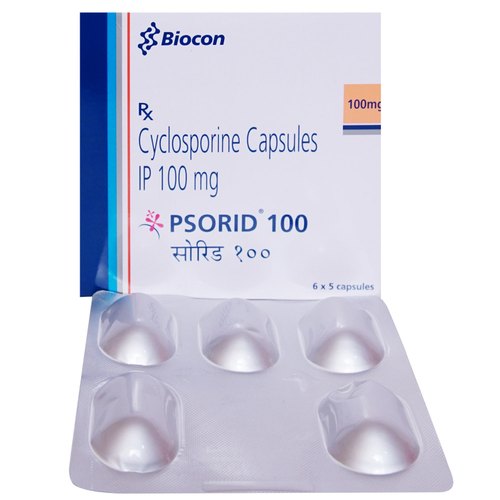 Biocon
Rx
100mg
Cyclosporine Capsules
IP 100 mg
PSORID® 100
सोरिड १००
6 x 5 capsules